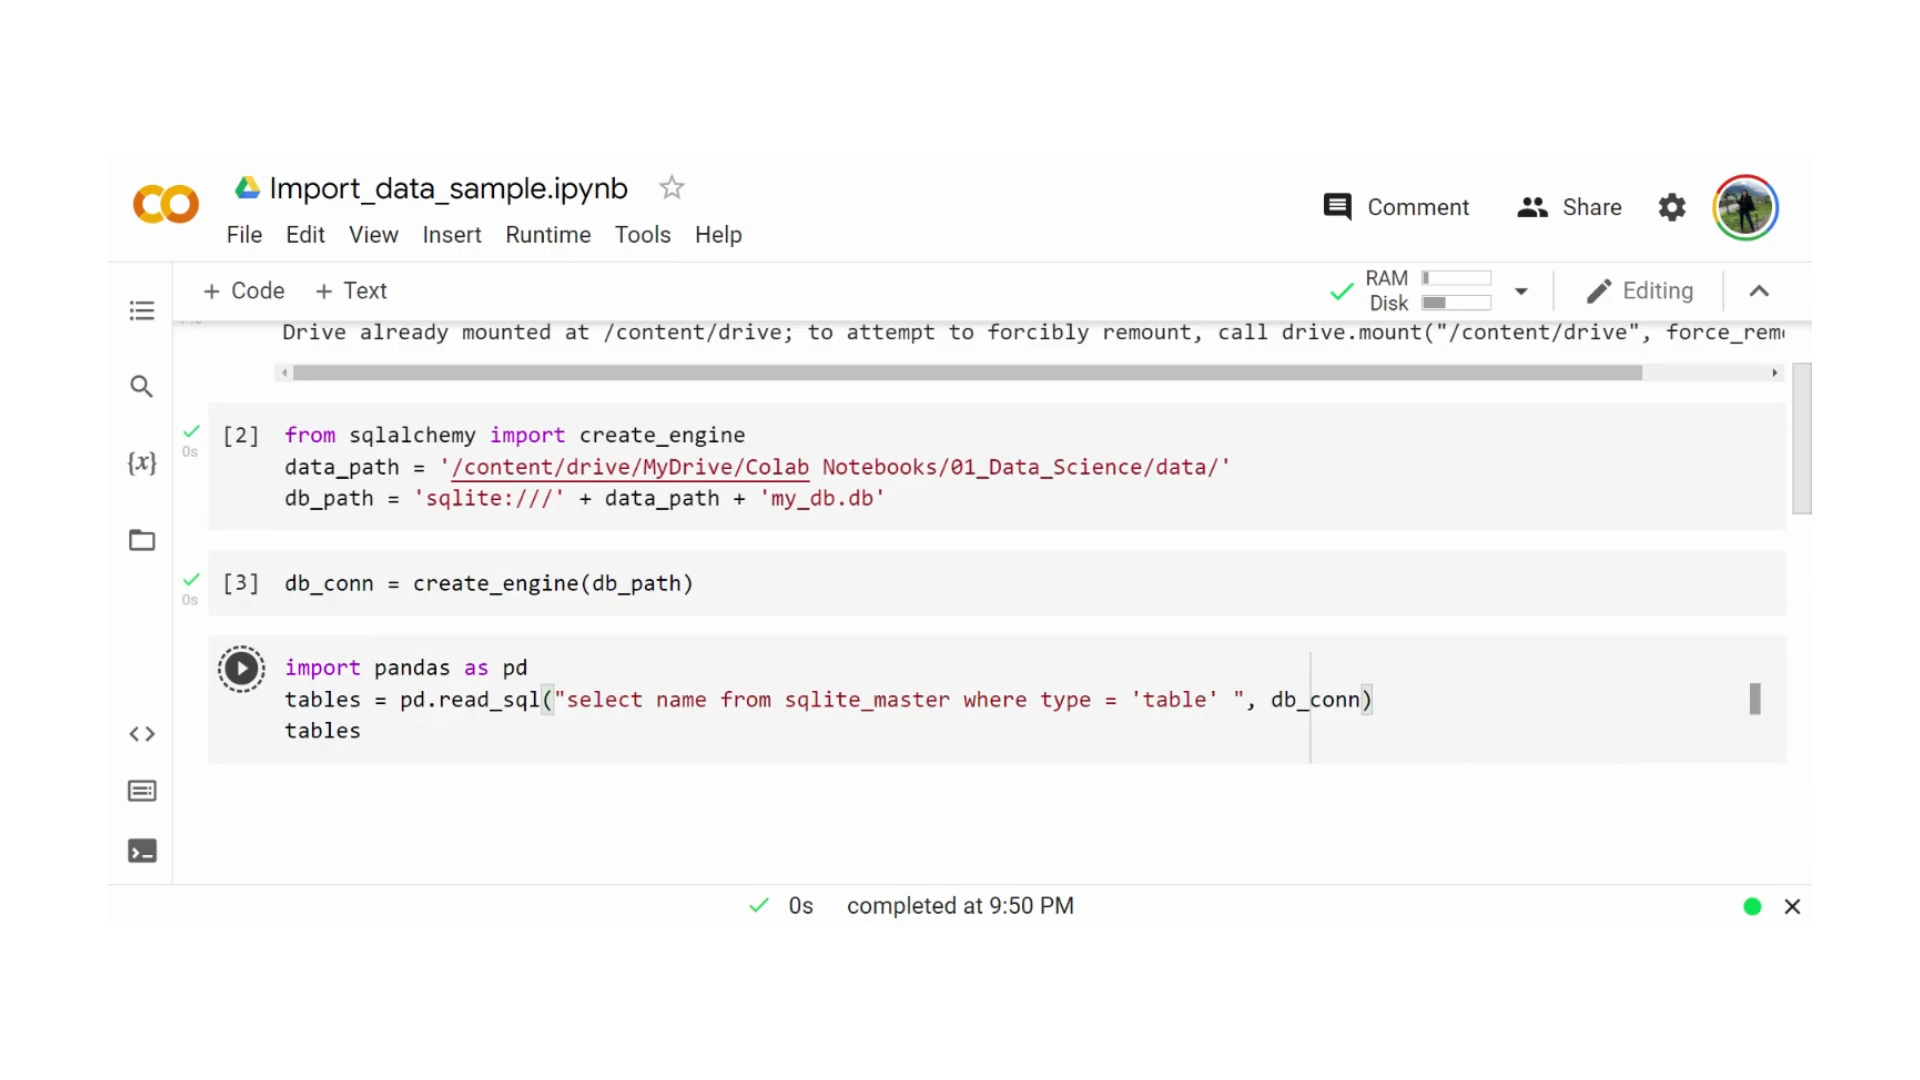 Import_data_sample.ipynb
Comment
Share
File Edit View Insert Runtime Tools Help
+ Code + Text
RAM
Disk
Editing
Drive already mounted at /content/drive; to attempt to forcibly remount, call drive.mount("/content/drive", force_rem
[2] from sqlalchemy import create_engine
0s
data_path = '/content/drive/MyDrive/Colab Notebooks/01_Data_Science/data/'
db_path = 'sqlite:///' + data_path + 'my_db.db'
[3] db_conn = create_engine(db_path)
0s
import pandas as pd
tables = pd.read_sql("select name from sqlite_master where type = 'table' ", db_conn)
tables
0s completed at 9:50 PM